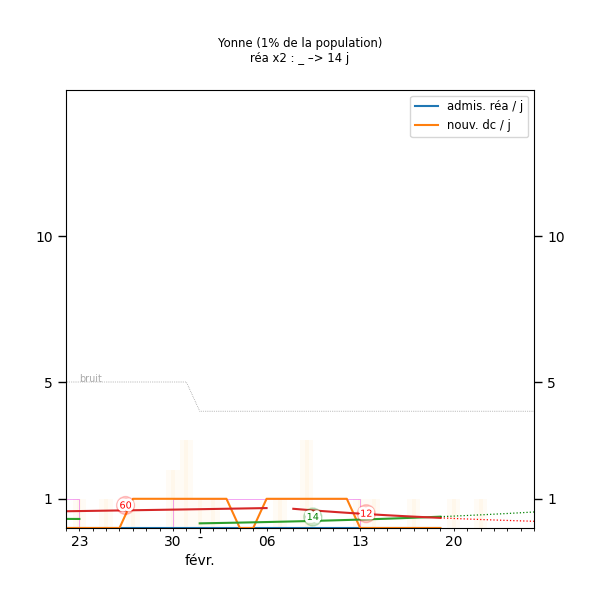 Yonne (1% de la population)
réa x2 : _ –> 14 j
admis. réa / j
nouv. dc / j
10 10
5 5
bruit
1 1
60
14
12
23 30 - 06 13 20
févr.